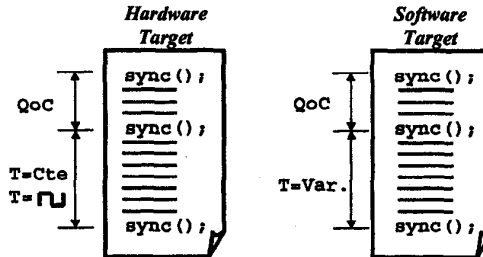 Hardware
Target
sync();
QoC
sync();
T=Cte
T=
sync();
Software
Target
sync();
QoC
sync();
T=Var.
sync();